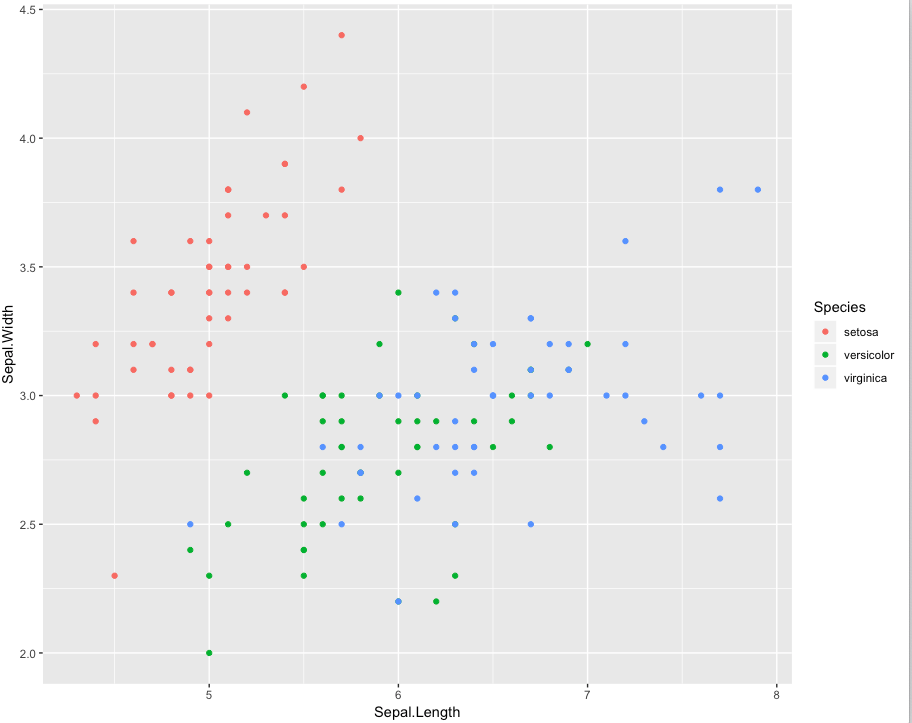 4.5
4.0
3.5
3.0
2.5
2.0
Sepal.Width
5 6 7 8
Sepal.Length
Species
setosa
versicolor
virginica